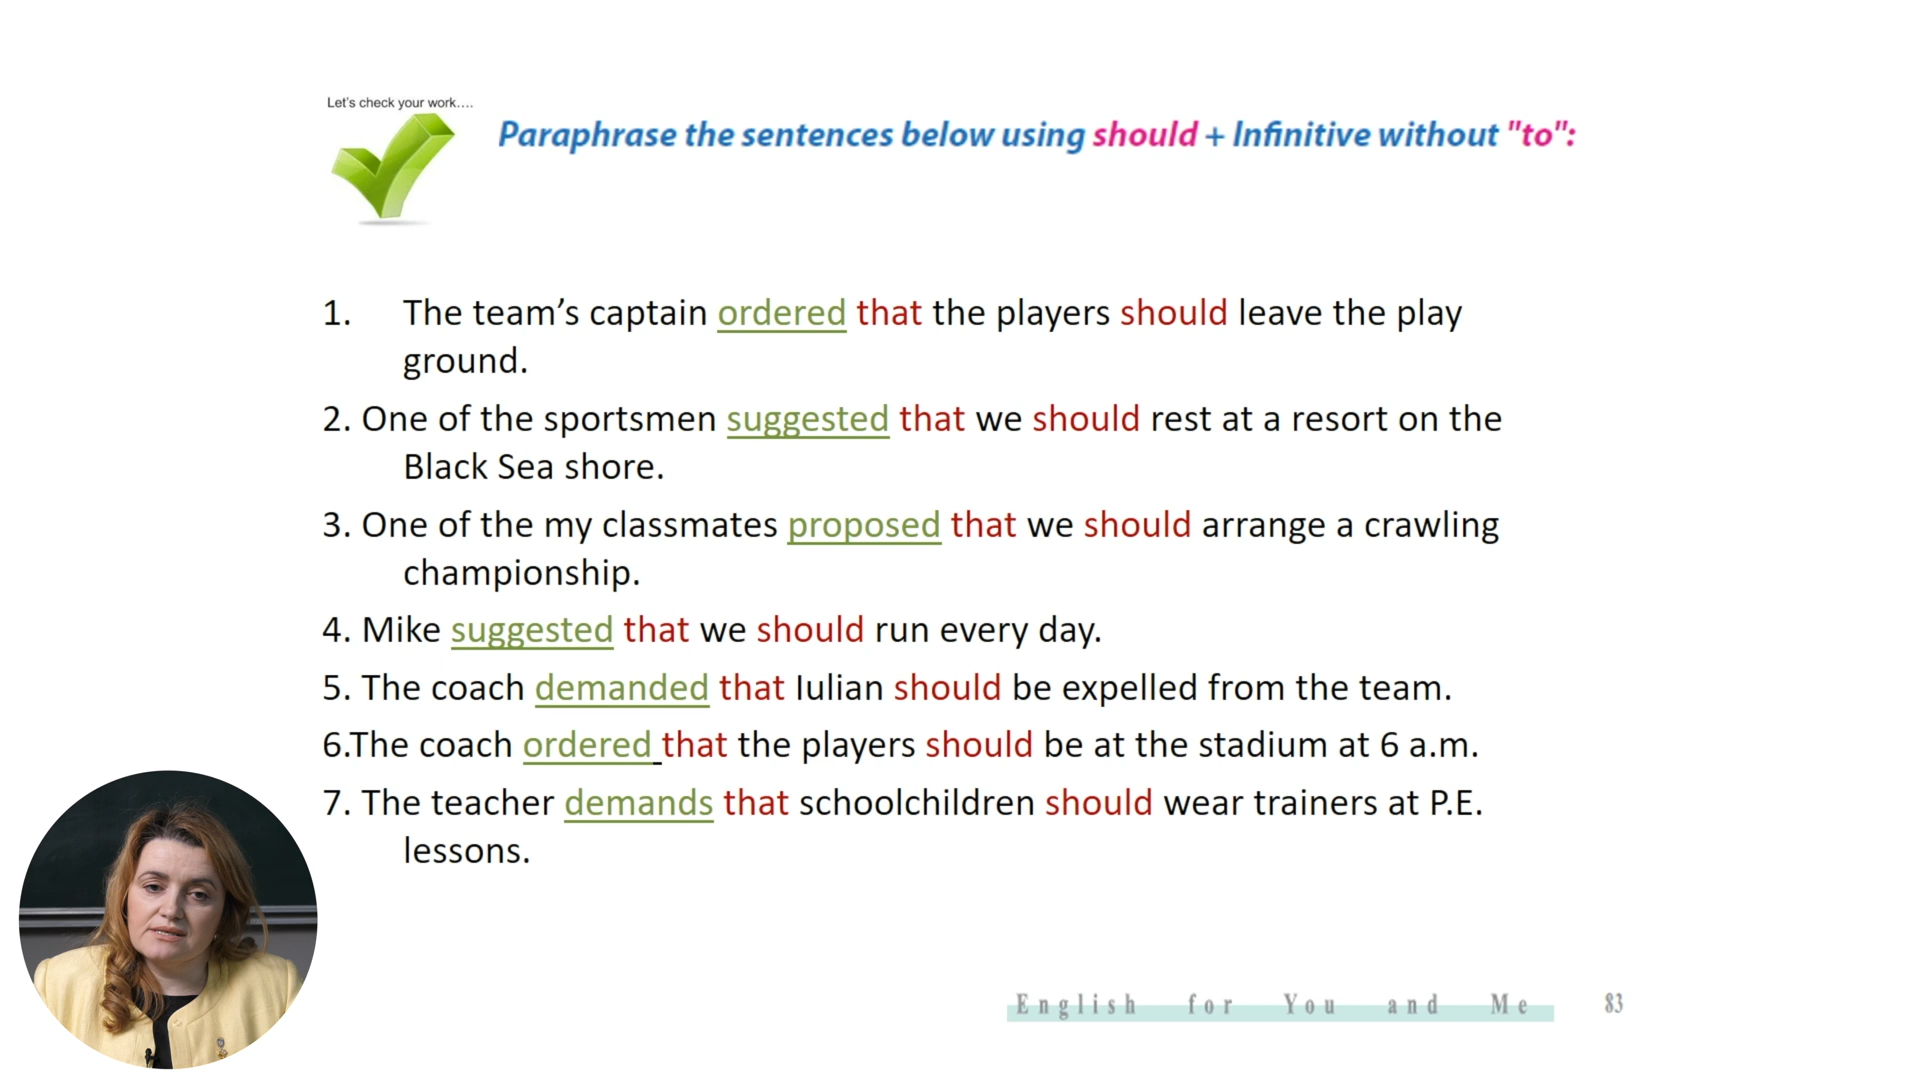 Let's check your work....
Paraphrase the sentences below using should + Infinitive without "to":
1. The team’s captain ordered that the players should leave the play
ground.
2. One of the sportsmen suggested that we should rest at a resort on the
Black Sea shore.
3. One of the my classmates proposed that we should arrange a crawling
championship.
4. Mike suggested that we should run every day.
5. The coach demanded that Iulian should be expelled from the team.
6.The coach ordered that the players should be at the stadium at 6 a.m.
7. The teacher demands that schoolchildren should wear trainers at P.E.
lessons.
English for You and Me 83